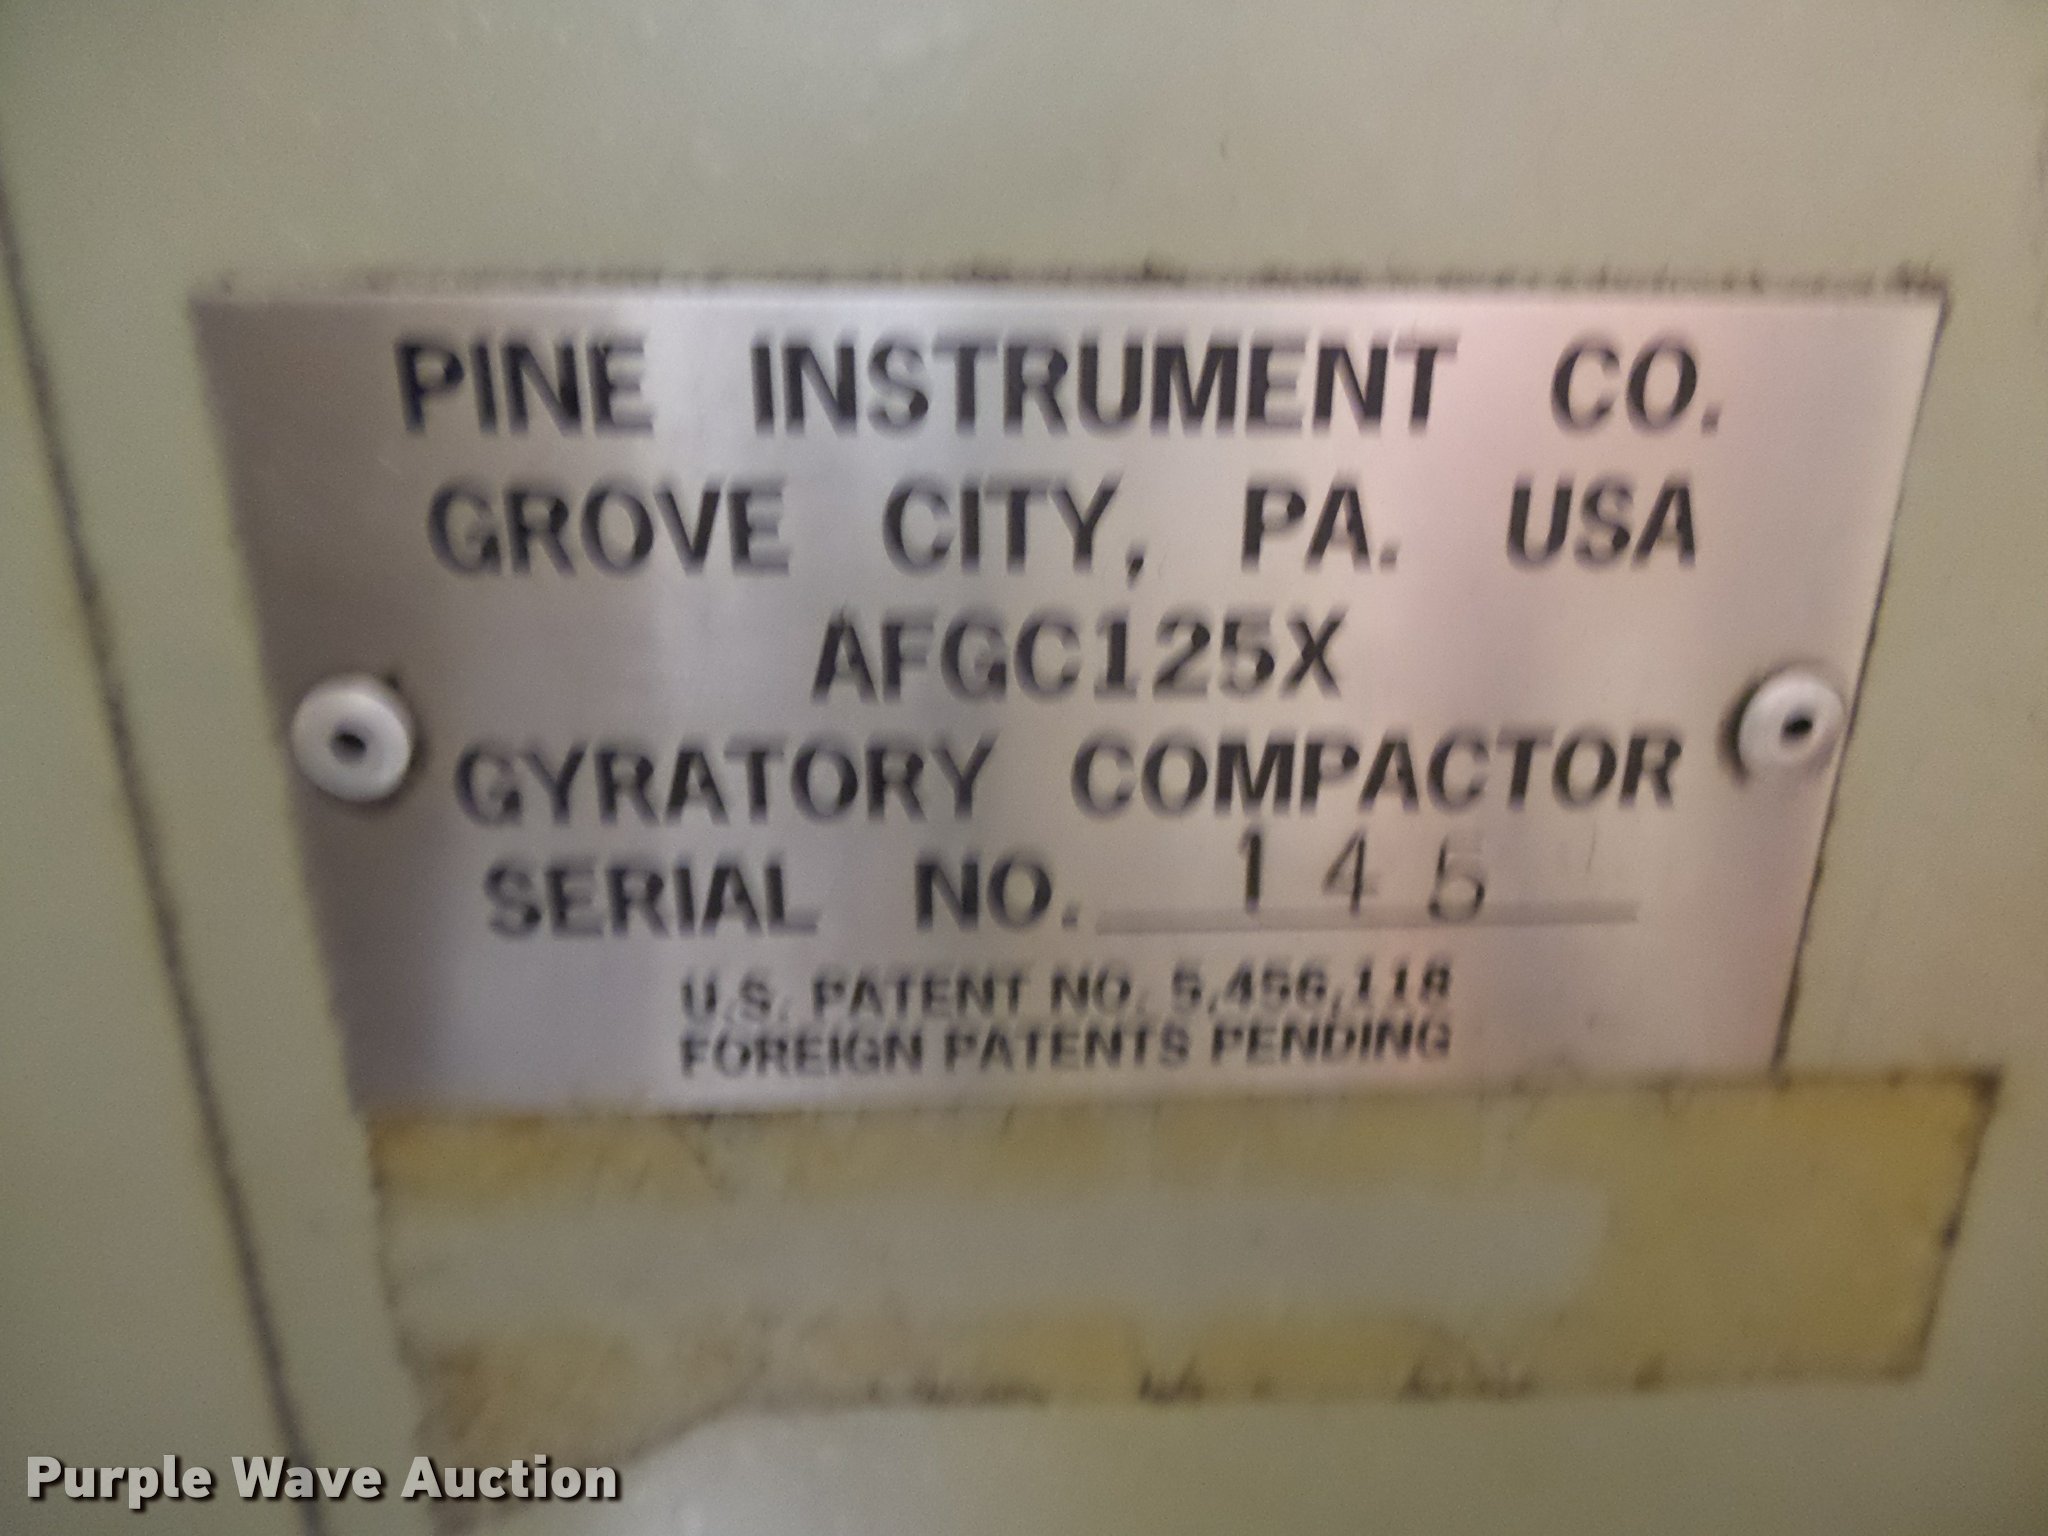 PINE INSTRUMENT CO.
GROVE CITY, PA. USA
AFGC125X
GYRATORY COMPACTOR
SERIAL NO. 145
U.S. PATENT NO. 5,456,118
FOREIGN PATENTS PENDING
Purple Wave Auction